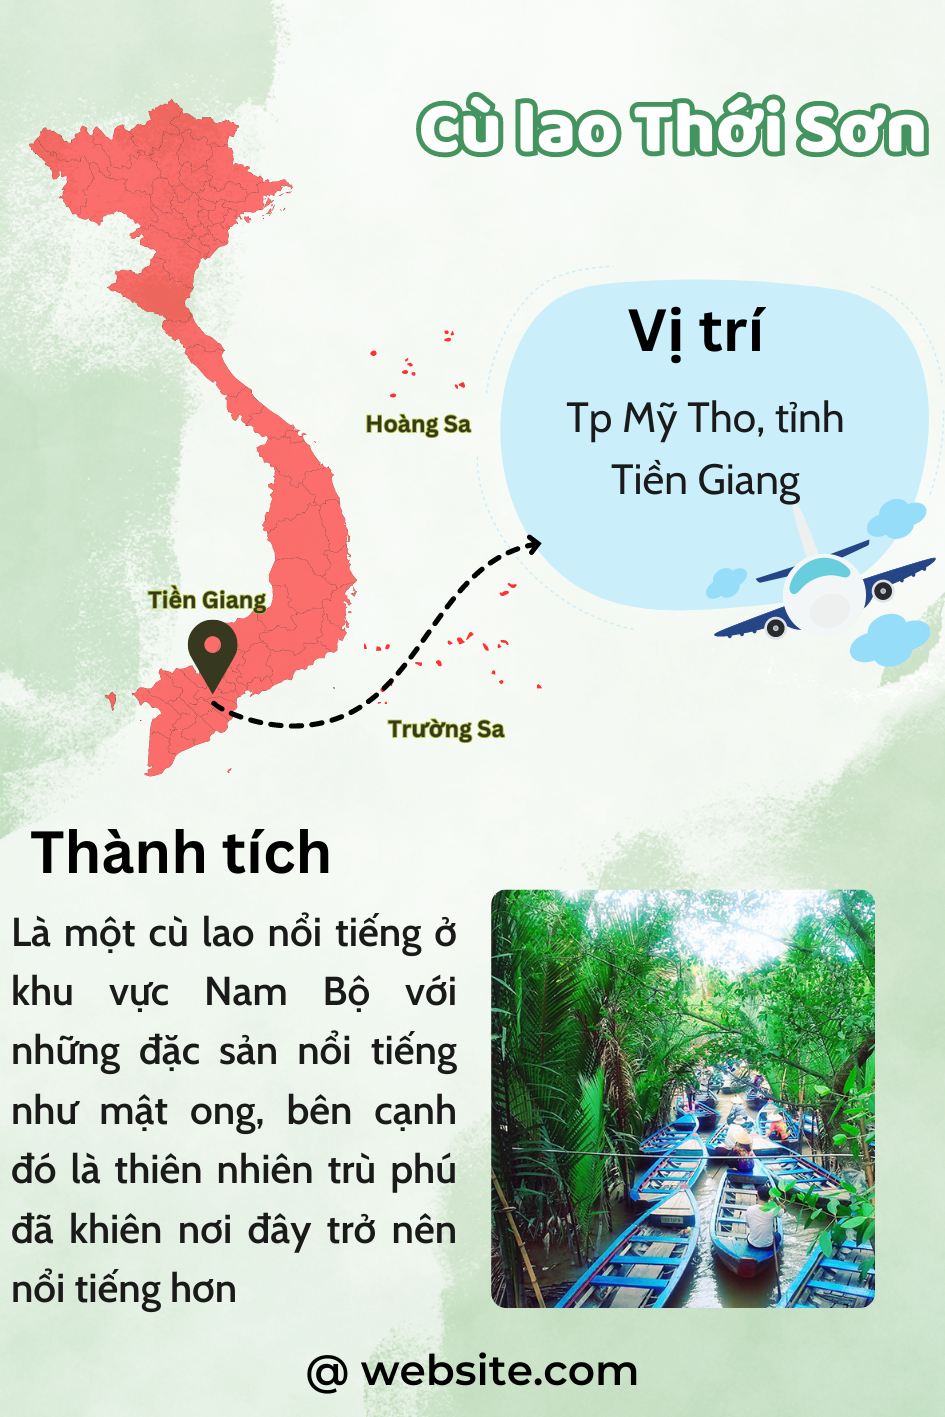 Cù lao Thới Sơn
Vị trí
Tp Mỹ Tho, tỉnh
Tiền Giang
Hoàng Sa
Tiền Giang
Trường Sa
Thành tích
Là một cù lao nổi tiếng ở
khu vực Nam Bộ với
những đặc sản nổi tiếng
như mật ong, bên cạnh
đó là thiên nhiên trù phú
đã khiên nơi đây trở nên
nổi tiếng hơn
@ website.com